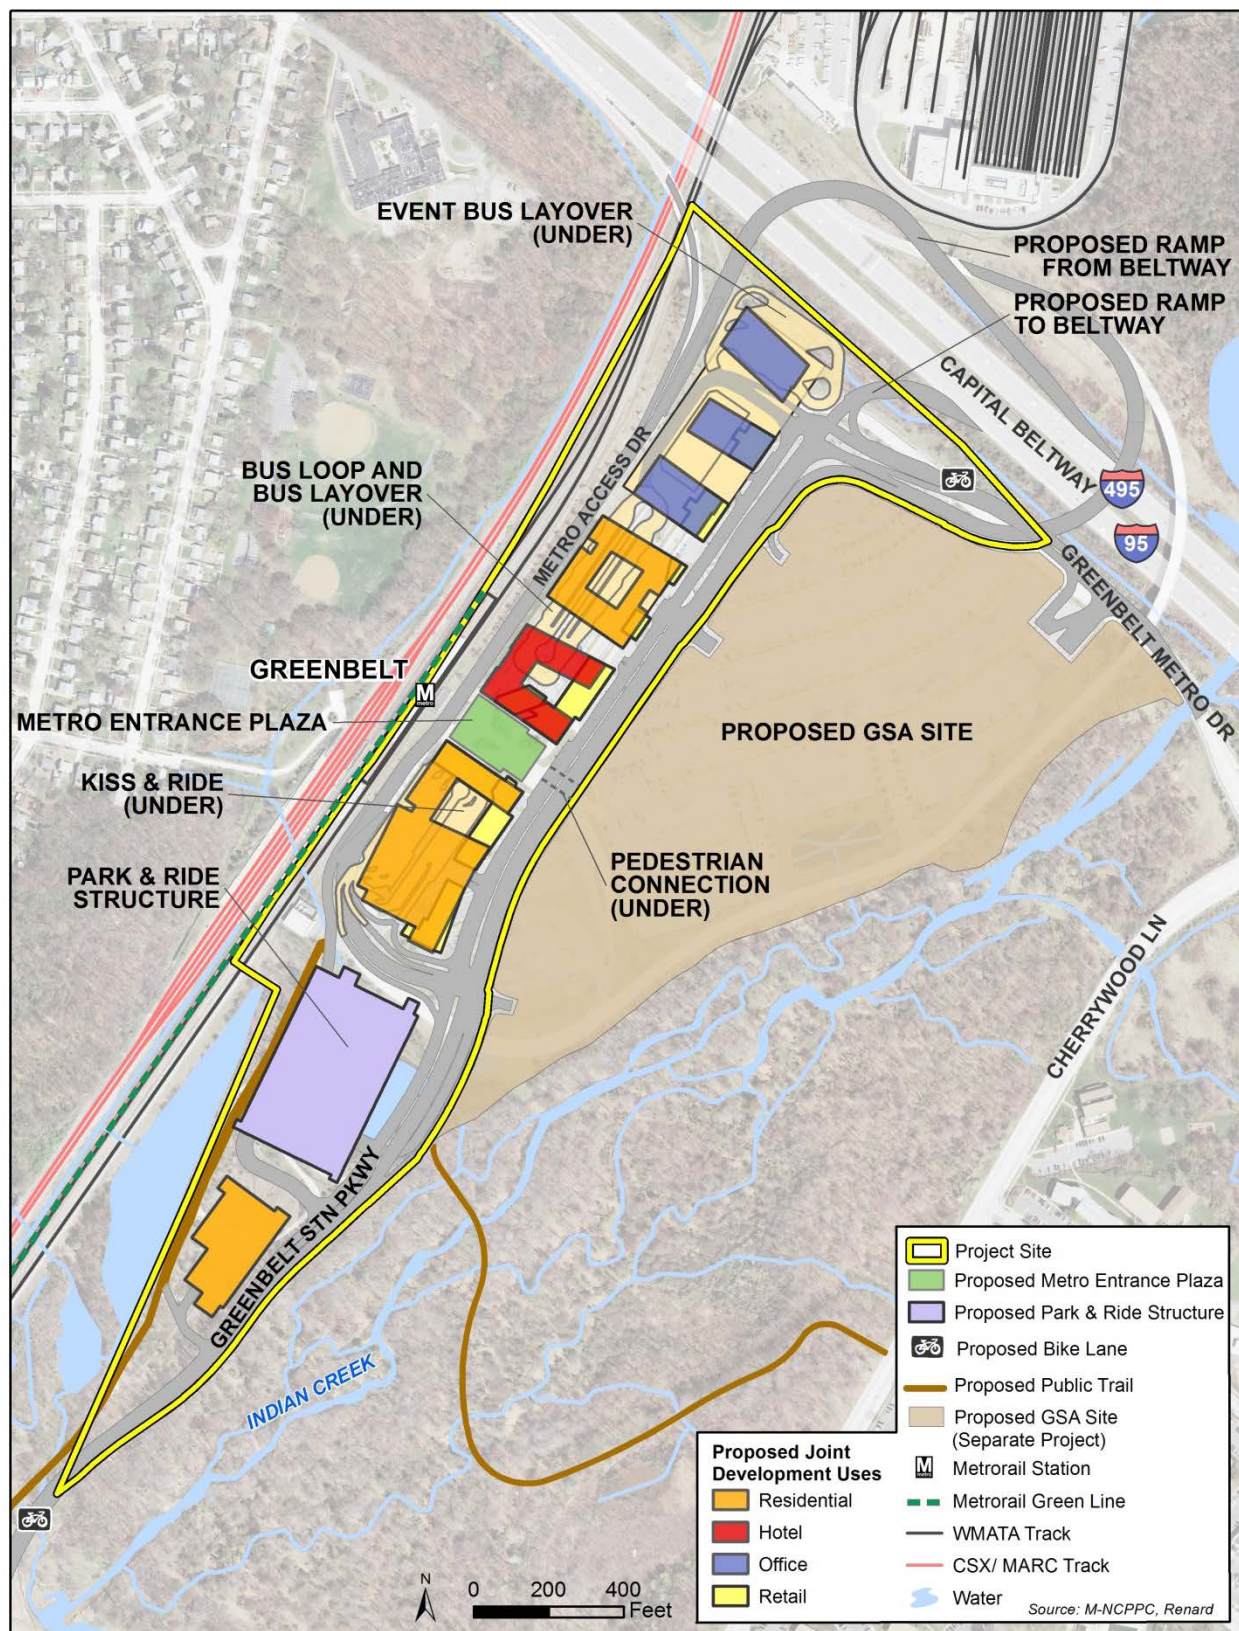 EVENT BUS LAYOVER
(UNDER)
PROPOSED RAMP
FROM BELTWAY
PROPOSED RAMP
TO BELTWAY
CAPITAL BELTWAY
495
95
METRO ACCESS DR
BUS LOOP AND
BUS LAYOVER
(UNDER)
GREENBELT METRO DR
GREENBELT
M
metro
METRO ENTRANCE PLAZA
PROPOSED GSA SITE
KISS & RIDE
(UNDER)
PARK & RIDE
STRUCTURE
PEDESTRIAN
CONNECTION
(UNDER)
CHERRYWOOD LN
GREENBELT STN PKWY
INDIAN CREEK
Project Site
Proposed Metro Entrance Plaza
Proposed Park & Ride Structure
Proposed Bike Lane
Proposed Public Trail
Proposed GSA Site
(Separate Project)
M
metro
Metrorail Station
Metrorail Green Line
WMATA Track
CSX/ MARC Track
Water
Proposed Joint
Development Uses
Residential
Hotel
Office
Retail
N
0 200 400
Feet
Source: M-NCPPC, Renard